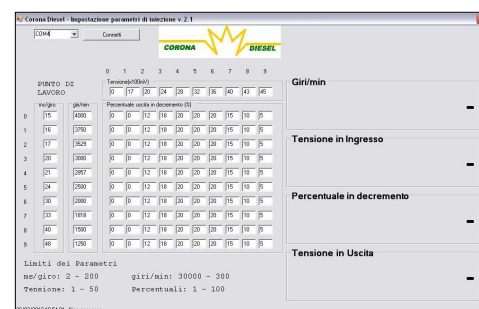 Corona Diesel - Impostazione parametri di iniezione v. 2.1
COM4 Connetti
CORONA DIESEL
0 1 2 3 4 5 6 7 8 9
PUNTO DI LAVORO
Tensione(x100mV)
0 17 20 24 28 32 36 40 43 45
ms/giro giri/min Percentuale uscita in decremento (%)
0 15 4000 0 0 12 18 20 20 20 15 10 5
1 16 3750 0 0 12 18 20 20 20 15 10 5
2 17 3529 0 0 12 18 20 20 20 15 10 5
3 20 3000 0 0 12 18 20 20 20 15 10 5
4 21 2857 0 0 12 18 20 20 20 15 10 5
5 24 2500 0 0 12 18 20 20 20 15 10 5
6 30 2000 0 0 12 18 20 20 20 15 10 5
7 33 1818 0 0 12 18 20 20 20 15 10 5
8 40 1500 0 0 12 18 20 20 20 15 10 5
9 48 1250 0 0 12 18 20 20 20 15 10 5
Limiti dei Parametri
ms/giro: 2 - 200 giri/min: 30000 - 300
Tensione: 1 - 50 Percentuali: 1 - 100
Giri/min
-
Tensione in Ingresso
-
Percentuale in decremento
-
Tensione in Uscita
-